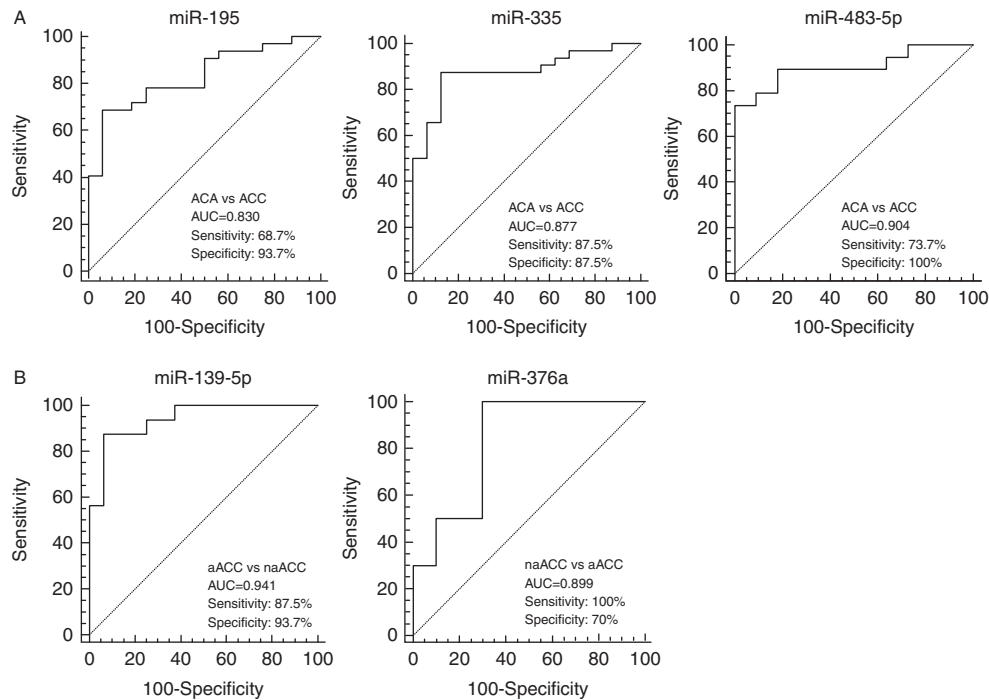 A
miR-195
miR-335
miR-483-5p
100
80
60
40
20
0
Sensitivity
ACA vs ACC
AUC=0.830
Sensitivity: 68.7%
Specificity: 93.7%
0 20 40 60 80 100
100-Specificity
100
80
60
40
20
0
Sensitivity
ACA vs ACC
AUC=0.877
Sensitivity: 87.5%
Specificity: 87.5%
0 20 40 60 80 100
100-Specificity
100
80
60
40
20
0
Sensitivity
ACA vs ACC
AUC=0.904
Sensitivity: 73.7%
Specificity: 100%
0 20 40 60 80 100
100-Specificity
B
miR-139-5p
miR-376a
100
80
60
40
20
0
Sensitivity
aACC vs naACC
AUC=0.941
Sensitivity: 87.5%
Specificity: 93.7%
0 20 40 60 80 100
100-Specificity
100
80
60
40
20
0
Sensitivity
naACC vs aACC
AUC=0.899
Sensitivity: 100%
Specificity: 70%
0 20 40 60 80 100
100-Specificity